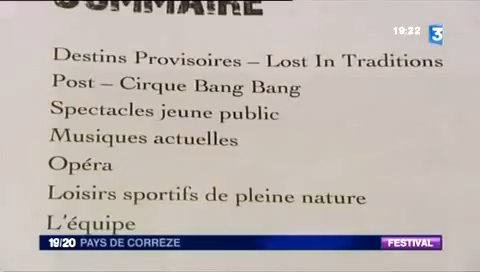 SOMMAIRE
19:22 3
Destins Provisoires – Lost In Traditions
Post – Cirque Bang Bang
Spectacles jeune public
Musiques actuelles
Opéra
Loisirs sportifs de pleine nature
L'équipe
19/20 PAYS DE CORRÈZE FESTIVAL